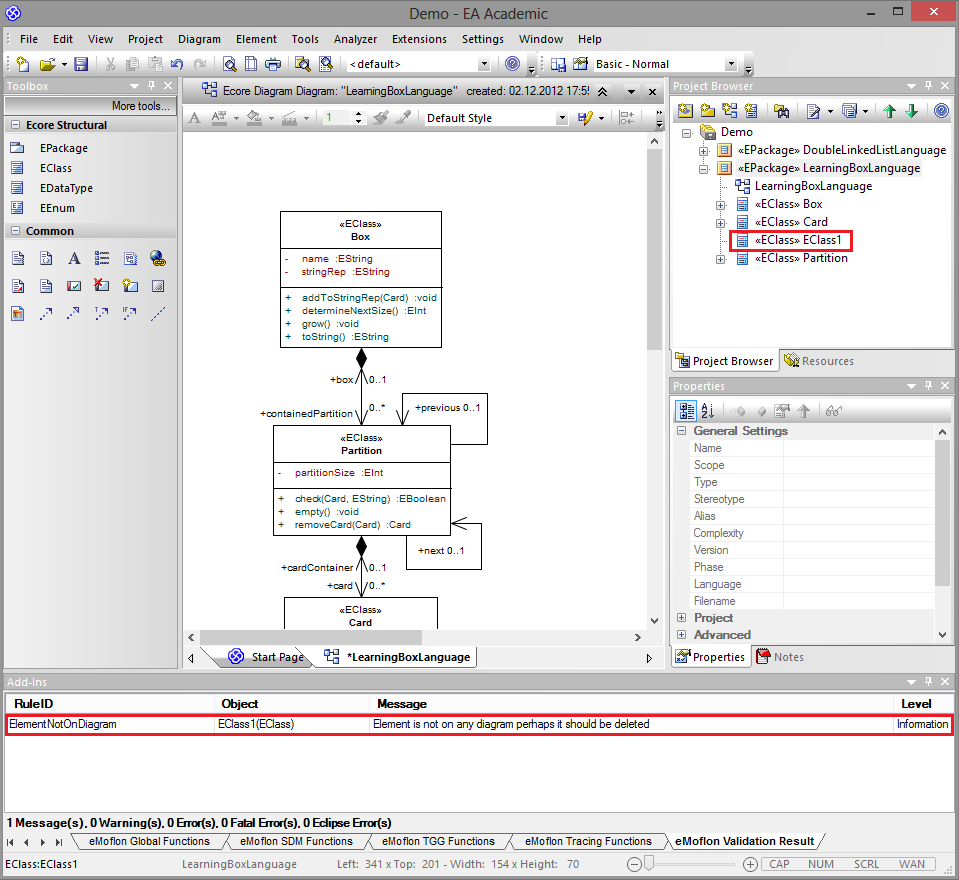 Demo - EA Academic
File Edit View Project Diagram Element Tools Analyzer Extensions Settings Window Help
<default> Basic - Normal
Toolbox
More tools...
Ecore Structural
EPackage
EClass
EDataType
EEnum
Common
Ecore Diagram Diagram: "LearningBoxLanguage" created: 02.12.2012 17:55
1 Default Style
«EClass»
Box
- name :EString
- stringRep :EString
+ addToStringRep(Card) :void
+ determineNextSize() :EInt
+ grow() :void
+ toString() :EString
+box 0..1
+containedPartition 0..*
+previous 0..1
«EClass»
Partition
- partitionSize :EInt
+ check(Card, EString) :EBoolean
+ empty() :void
+ removeCard(Card) :Card
+next 0..1
+cardContainer 0..1
+card 0..*
«EClass»
Card
Start Page *LearningBoxLanguage
Project Browser
Demo
«EPackage» DoubleLinkedListLanguage
«EPackage» LearningBoxLanguage
LearningBoxLanguage
«EClass» Box
«EClass» Card
«EClass» EClass1
«EClass» Partition
Project Browser Resources
Properties
General Settings
Name
Scope
Type
Stereotype
Alias
Complexity
Version
Phase
Language
Filename
Project
Advanced
Properties Notes
Add-Ins
RuleID Object Message Level
ElementNotOnDiagram EClass1(EClass) Element is not on any diagram perhaps it should be deleted Information
1 Message(s), 0 Warning(s), 0 Error(s), 0 Fatal Error(s), 0 Eclipse Error(s)
eMoflon Global Functions eMoflon SDM Functions eMoflon TGG Functions eMoflon Tracing Functions eMoflon Validation Result
EClass:EClass1 LearningBoxLanguage Left: 341 x Top: 201 - Width: 154 x Height: 70 CAP NUM SCRL WAN